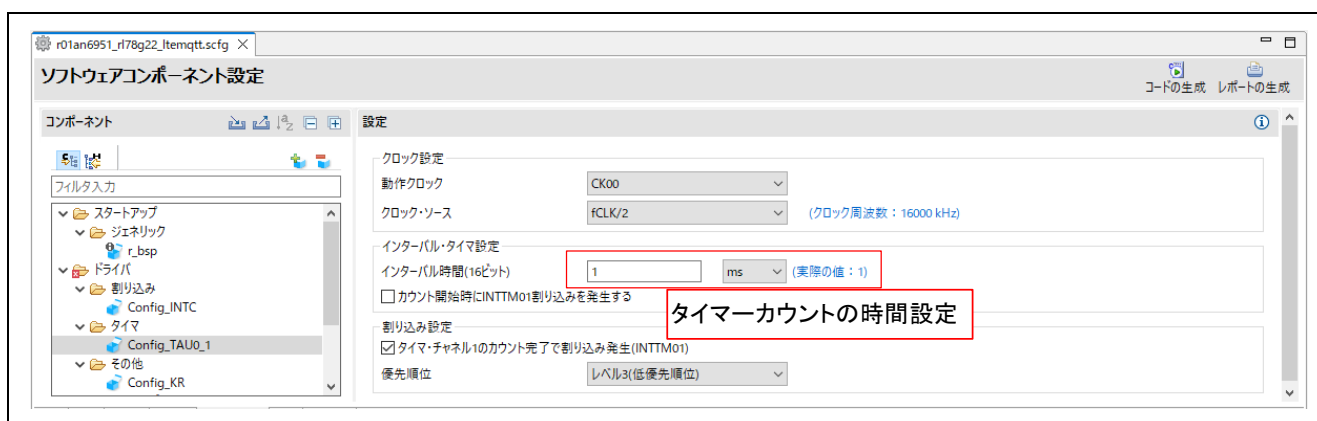 r01an6951_rl78g22_ltemqtt.scfg
ソフトウェアコンポーネント設定
コードの生成 レポートの生成
コンポーネント
設定
フィルタ入力
スタートアップ
ジェネリック
r_bsp
ドライバ
割り込み
Config_INTC
タイマ
Config_TAU0_1
その他
Config_KR
クロック設定
動作クロック CK00
クロック・ソース fCLK/2 (クロック周波数：16000 kHz)
インターバル・タイマ設定
インターバル時間(16ビット) 1 ms (実際の値：1)
カウント開始時にINTTM01割り込みを発生する
タイマーカウントの時間設定
割り込み設定
タイマ・チャネル1のカウント完了で割り込み発生(INTTM01)
優先順位 レベル3(低優先順位)